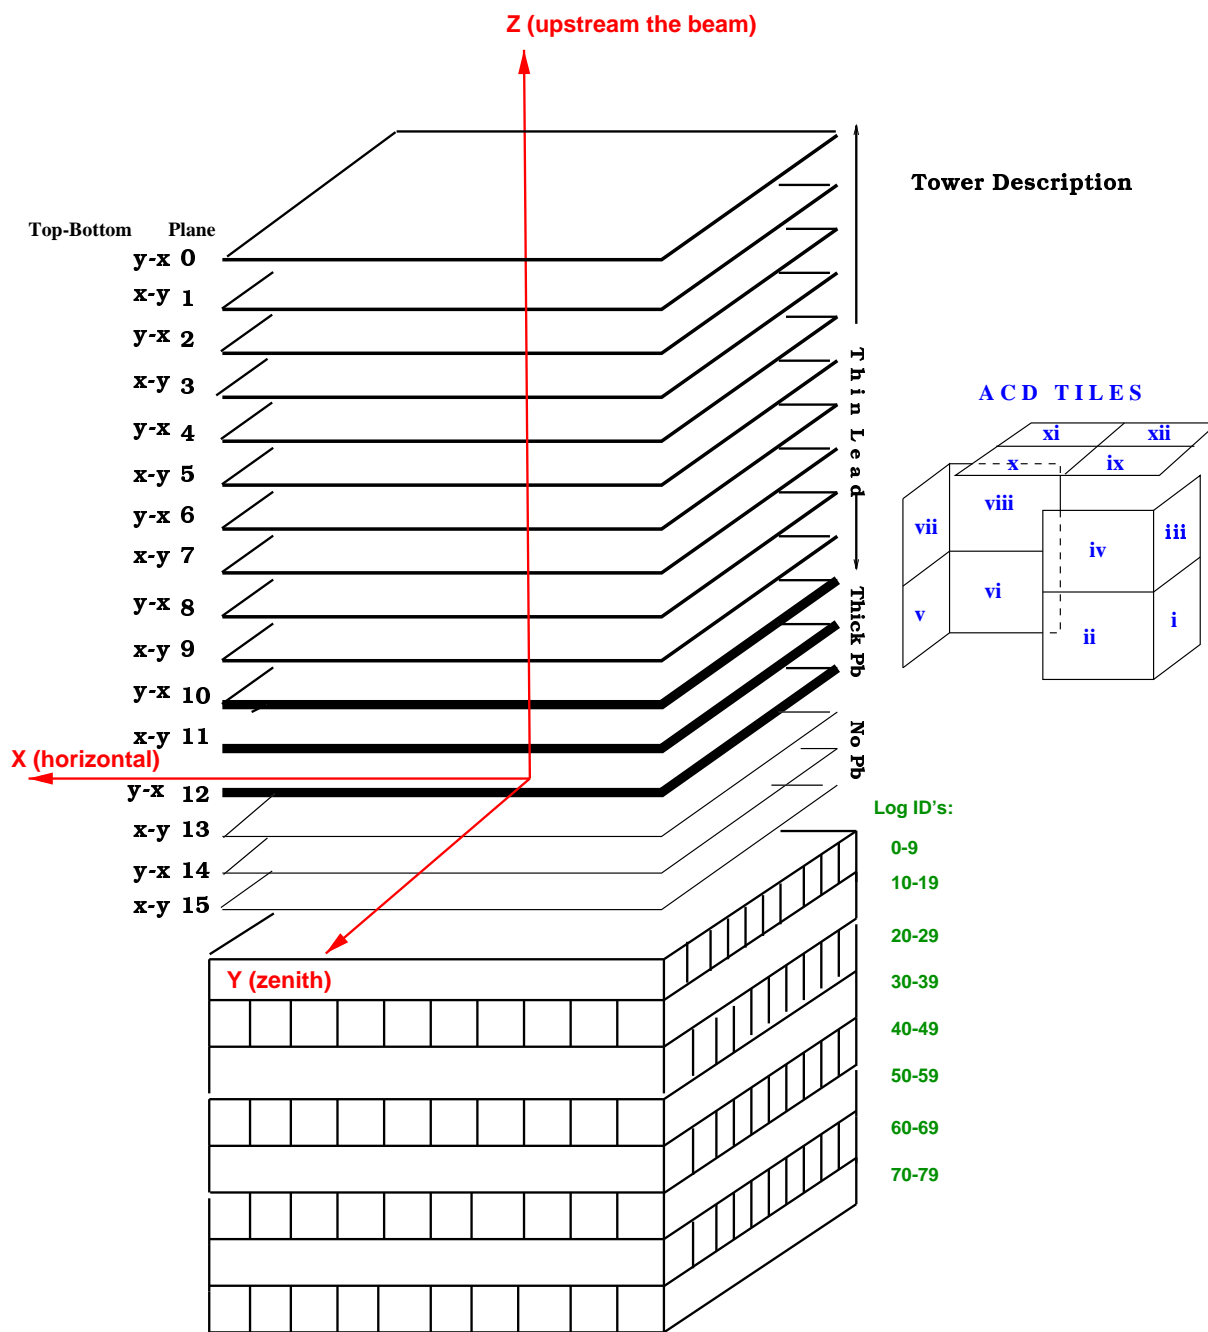 Z (upstream the beam)
Tower Description
Top-Bottom Plane
y-x 0
x-y 1
y-x 2
x-y 3
y-x 4
x-y 5
y-x 6
x-y 7
y-x 8
x-y 9
y-x 10
x-y 11
X (horizontal)
y-x 12
x-y 13
y-x 14
x-y 15
Y (zenith)
Thin Lead
Thick Pb
No Pb
ACD TILES
xi xii
x ix
vii viii iv iii
v vi ii i
Log ID's:
0-9
10-19
20-29
30-39
40-49
50-59
60-69
70-79